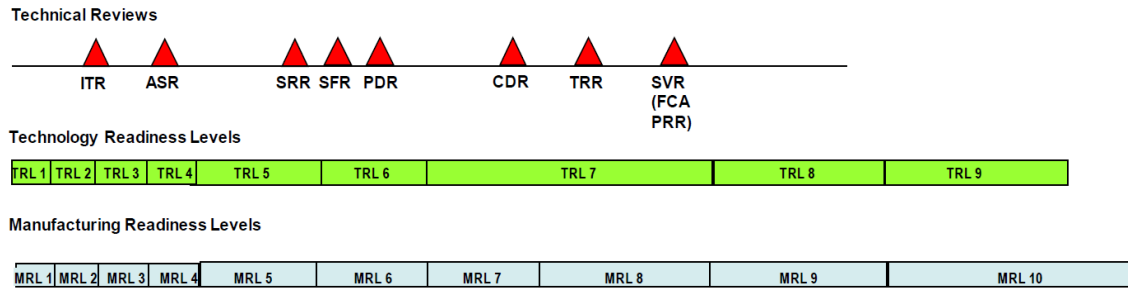 Technical Reviews
ITR ASR SRR SFR PDR CDR TRR SVR
(FCA
PRR)
Technology Readiness Levels
TRL 1 TRL 2 TRL 3 TRL 4 TRL 5 TRL 6 TRL 7 TRL 8 TRL 9
Manufacturing Readiness Levels
MRL 1 MRL 2 MRL 3 MRL 4 MRL 5 MRL 6 MRL 7 MRL 8 MRL 9 MRL 10